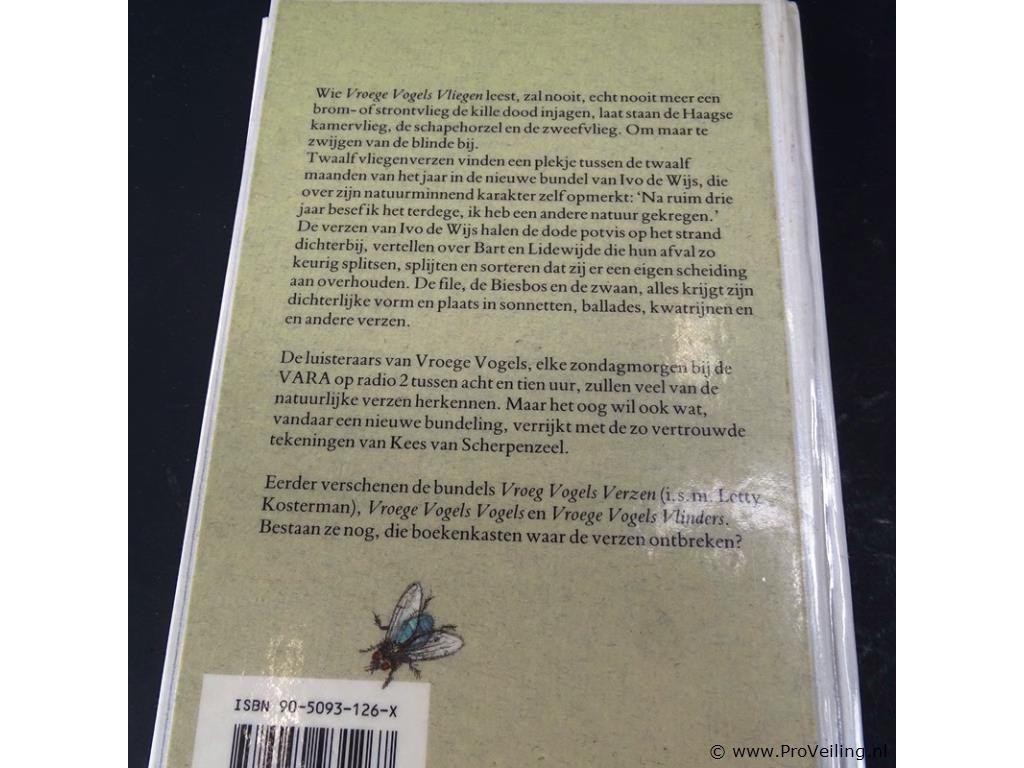 Wie Vroege Vogels Vliegen leest, zal nooit, echt nooit meer een
brom- of strontvlieg de kille dood injagen, laat staan de Haagse
kamervlieg, de schapehorzel en de zweefvlieg. Om maar te
zwijgen van de blinde bij.
Twaalf vliegenverzen vinden een plekje tussen de twaalf
maanden van het jaar in de nieuwe bundel van Ivo de Wijs, die
over zijn natuurminnend karakter zelf opmerkt: ‘Na ruim drie
jaar besef ik het terdege, ik heb een andere natuur gekregen.’
De verzen van Ivo de Wijs halen de dode potvis op het strand
dichterbij, vertellen over Bart en Lidewijde die hun afval zo
keurig splitsen, splijten en sorteren dat zij er een eigen scheiding
aan overhouden. De file, de Biesbos en de zwaan, alles krijgt zijn
dichterlijke vorm en plaats in sonnetten, ballades, kwatrijnen en
en andere verzen.
De luisteraars van Vroege Vogels, elke zondagmorgen bij de
VARA op radio 2 tussen acht en tien uur, zullen veel van de
natuurlijke verzen herkennen. Maar het oog wil ook wat,
vandaar een nieuwe bundeling, verrijkt met de zo vertrouwde
tekeningen van Kees van Scherpenzeel.
Eerder verschenen de bundels Vroeg Vogels Verzen (i.s.m. Letty
Kosterman), Vroege Vogels Vogels en Vroege Vogels Vlinders.
Bestaan ze nog, die boekenkasten waar de verzen ontbreken?
ISBN 90-5093-126-X
© www.ProVeiling.nl